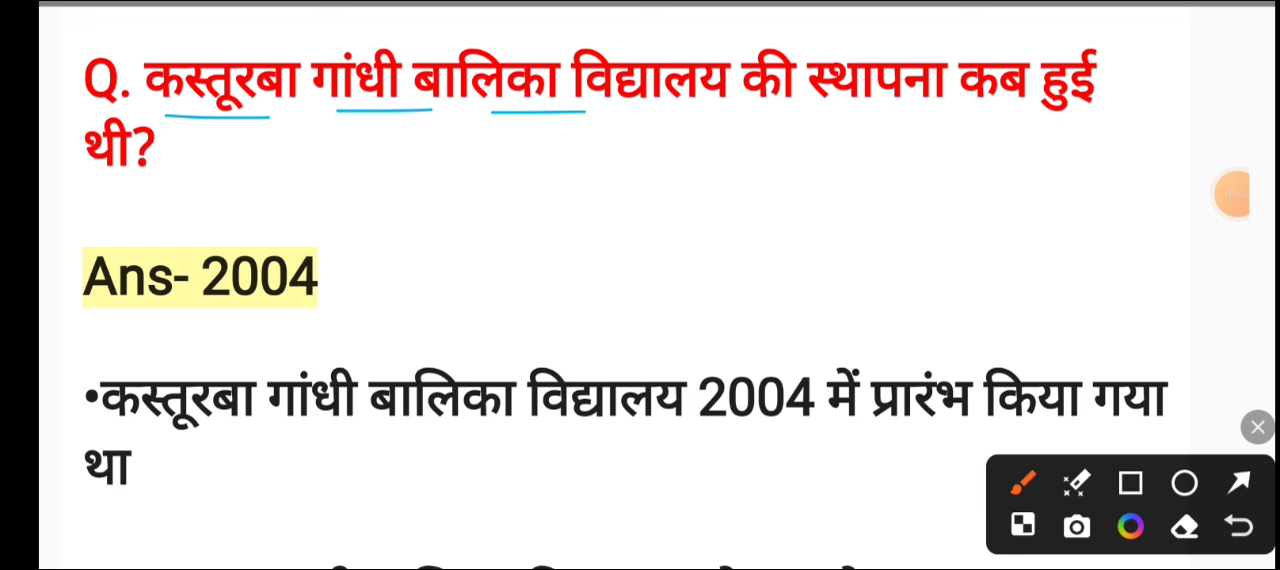 Q. कस्तूरबा गांधी बालिका विद्यालय की स्थापना कब हुई
थी?
Ans- 2004
•कस्तूरबा गांधी बालिका विद्यालय 2004 में प्रारंभ किया गया
था